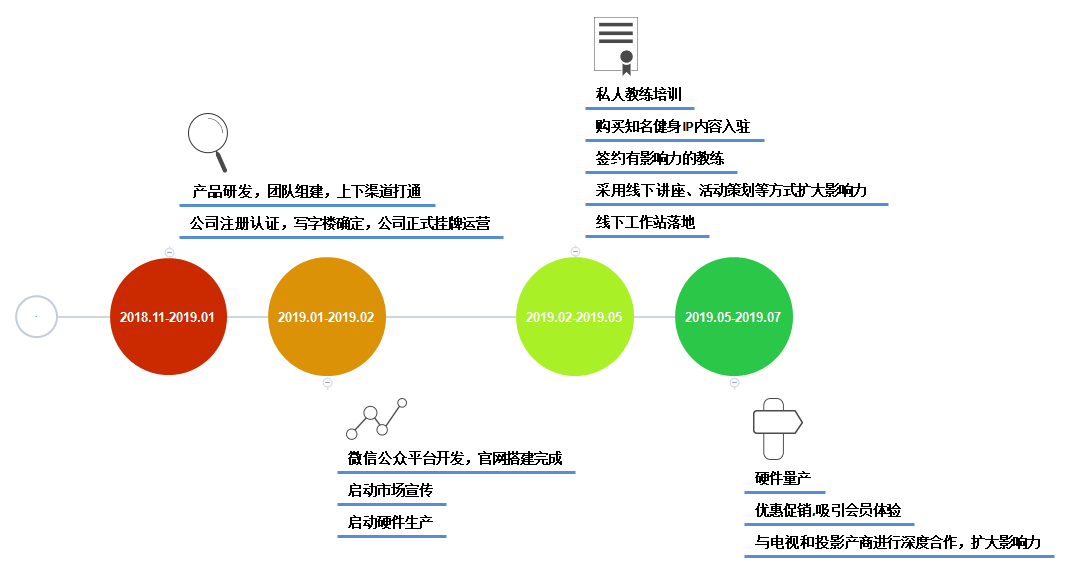 私人教练培训
购买知名健身IP内容入驻
签约有影响力的教练
采用线下讲座、活动策划等方式扩大影响力
线下工作站落地
产品研发，团队组建，上下渠道打通
公司注册认证，写字楼确定，公司正式挂牌运营
2018.11-2019.01
2019.01-2019.02
2019.02-2019.05
2019.05-2019.07
微信公众平台开发，官网搭建完成
启动市场宣传
启动硬件生产
硬件量产
优惠促销,吸引会员体验
与电视和投影产商进行深度合作，扩大影响力